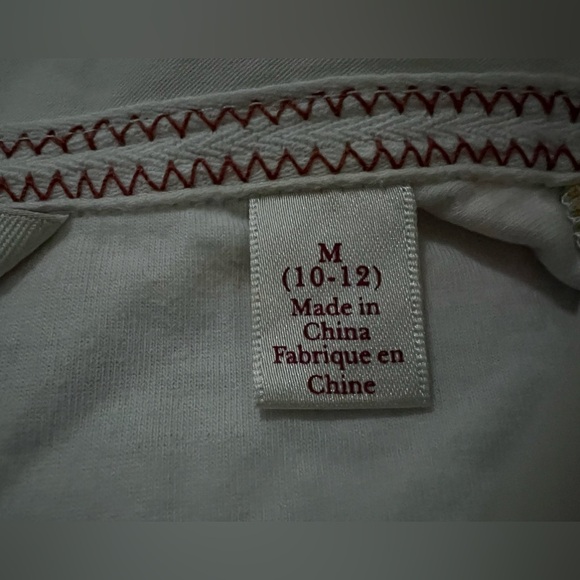 M
(10-12)
Made in
China
Fabrique en
Chine